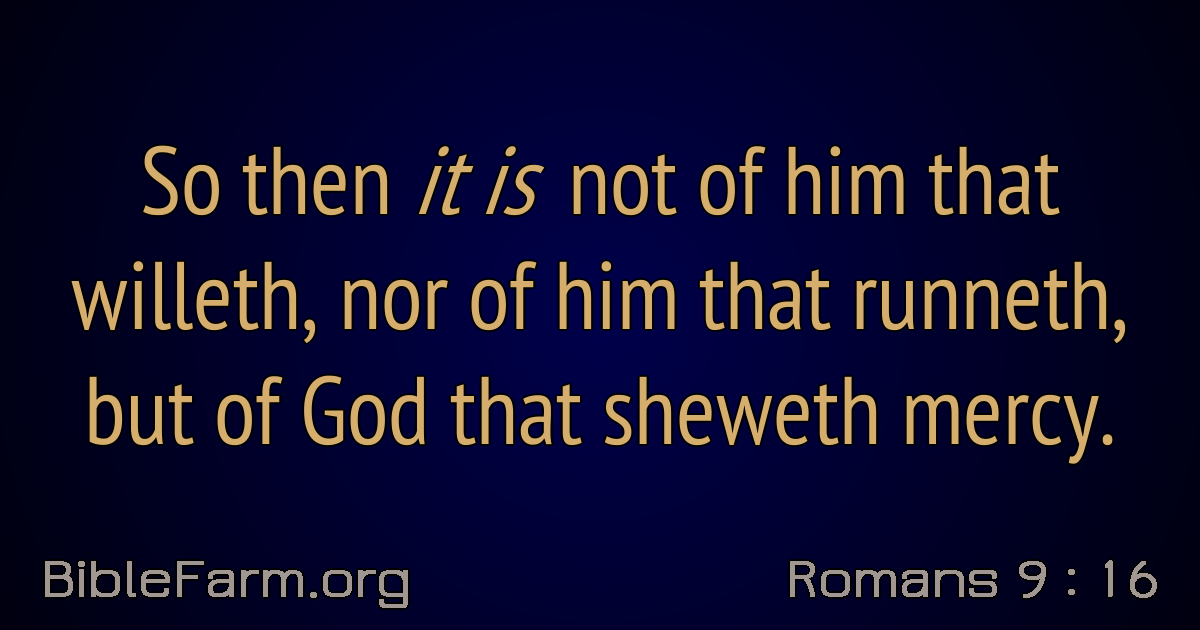 So then it is not of him that
willeth, nor of him that runneth,
but of God that sheweth mercy.
BibleFarm.org
Romans 9 : 16